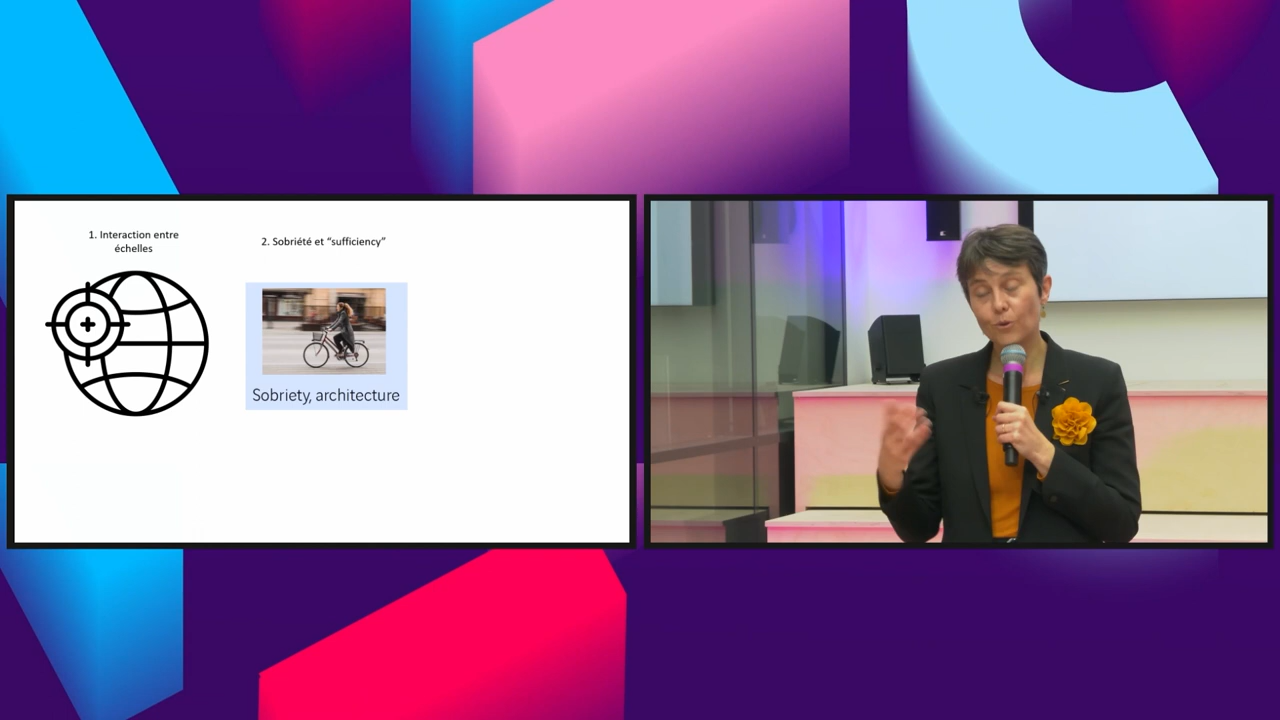 1. Interaction entre
échelles
2. Sobriété et “sufficiency”
Sobriety, architecture